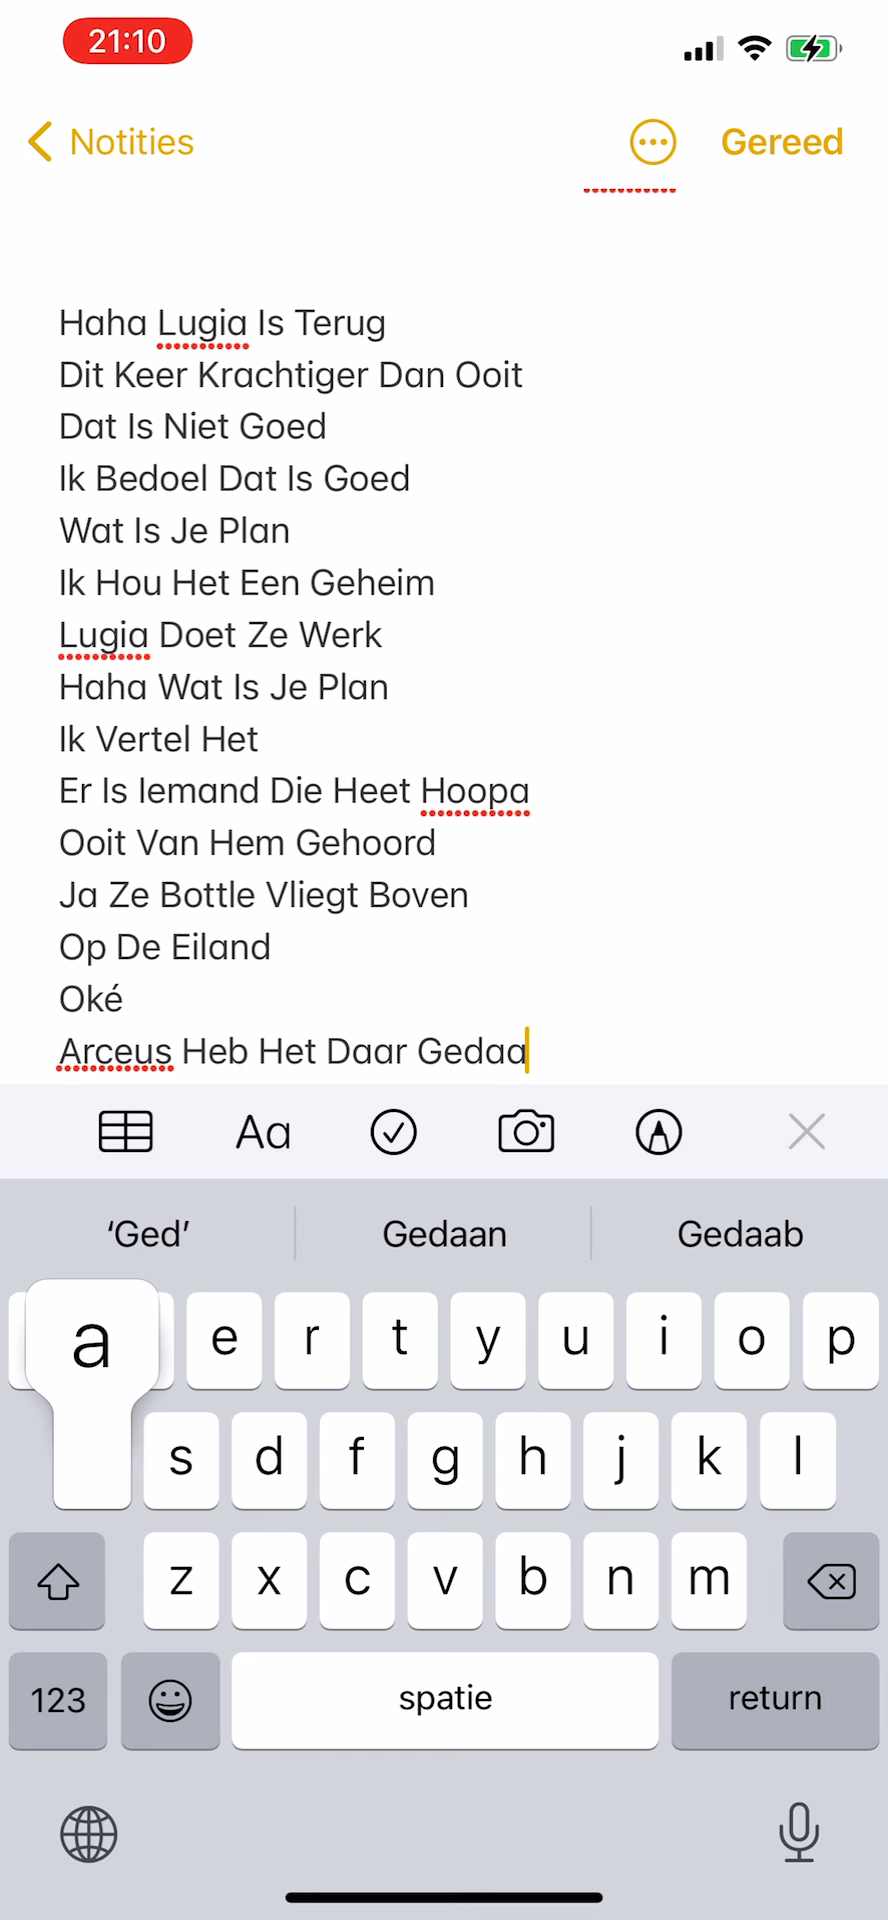 21:10
Notities
Gereed
Haha Lugia Is Terug
Dit Keer Krachtiger Dan Ooit
Dat Is Niet Goed
Ik Bedoel Dat Is Goed
Wat Is Je Plan
Ik Hou Het Een Geheim
Lugia Doet Ze Werk
Haha Wat Is Je Plan
Ik Vertel Het
Er Is Iemand Die Heet Hoopa
Ooit Van Hem Gehoord
Ja Ze Bottle Vliegt Boven
Op De Eiland
Oké
Arceus Heb Het Daar Gedaa
Aa
‘Ged’ Gedaan Gedaab
a e r t y u i o p
s d f g h j k l
z x c v b n m
123 spatie return